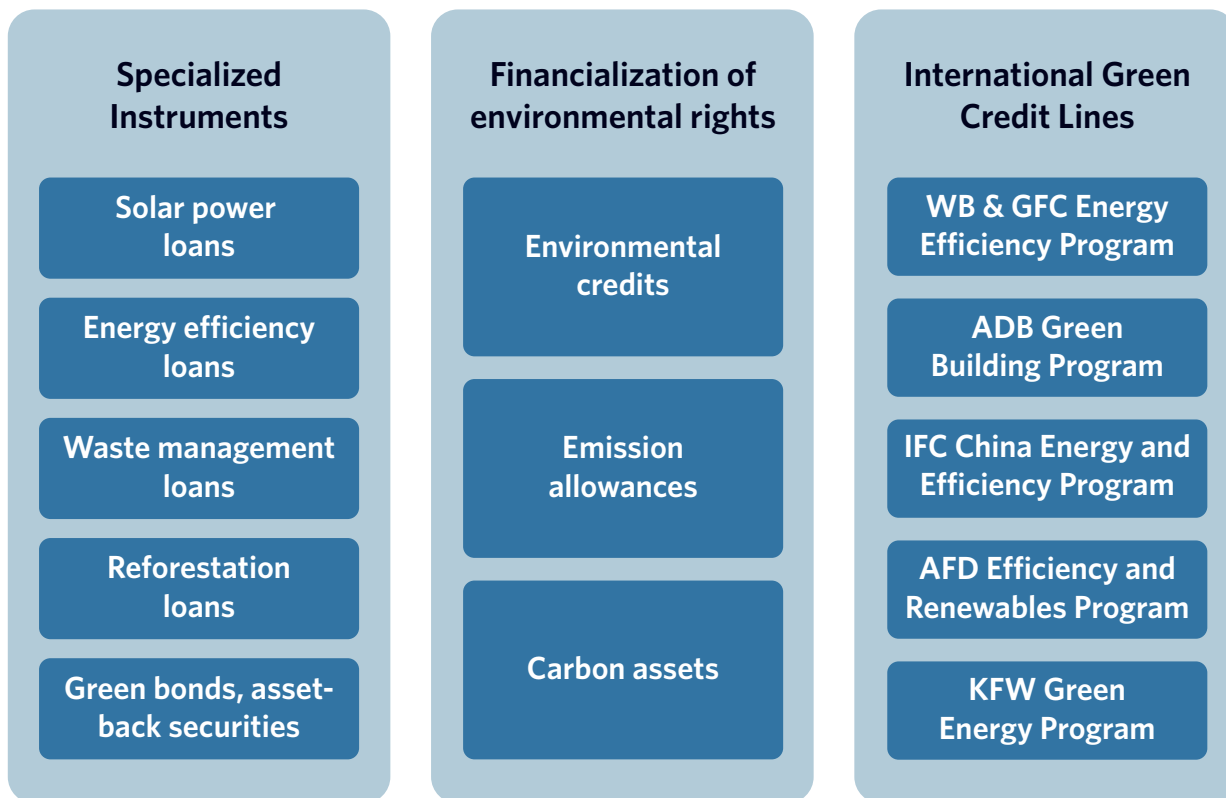 Specialized
Instruments
Solar power
loans
Energy efficiency
loans
Waste management
loans
Reforestation
loans
Green bonds, asset-
back securities
Financialization of
environmental rights
Environmental
credits
Emission
allowances
Carbon assets
International Green
Credit Lines
WB & GFC Energy
Efficiency Program
ADB Green
Building Program
IFC China Energy and
Efficiency Program
AFD Efficiency and
Renewables Program
KFW Green
Energy Program